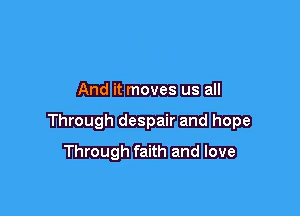 And it moves us all
Through despair and hope
Through faith and love